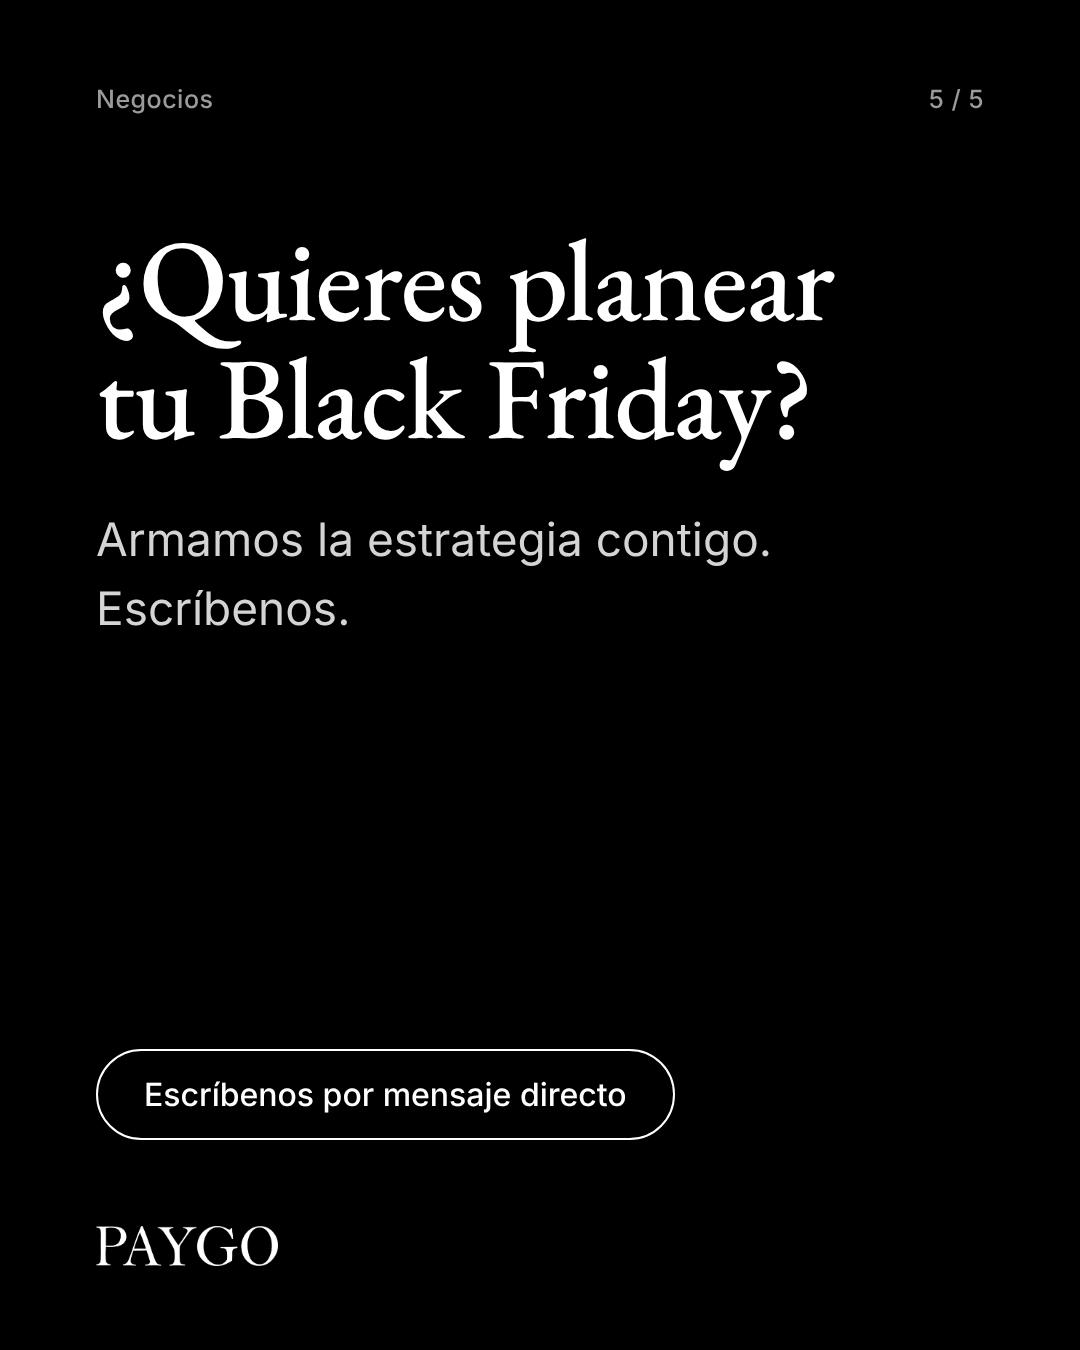 Negocios
5 / 5
¿Quieres planear
tu Black Friday?
Armamos la estrategia contigo.
Escríbenos.
Escríbenos por mensaje directo
PAYGO